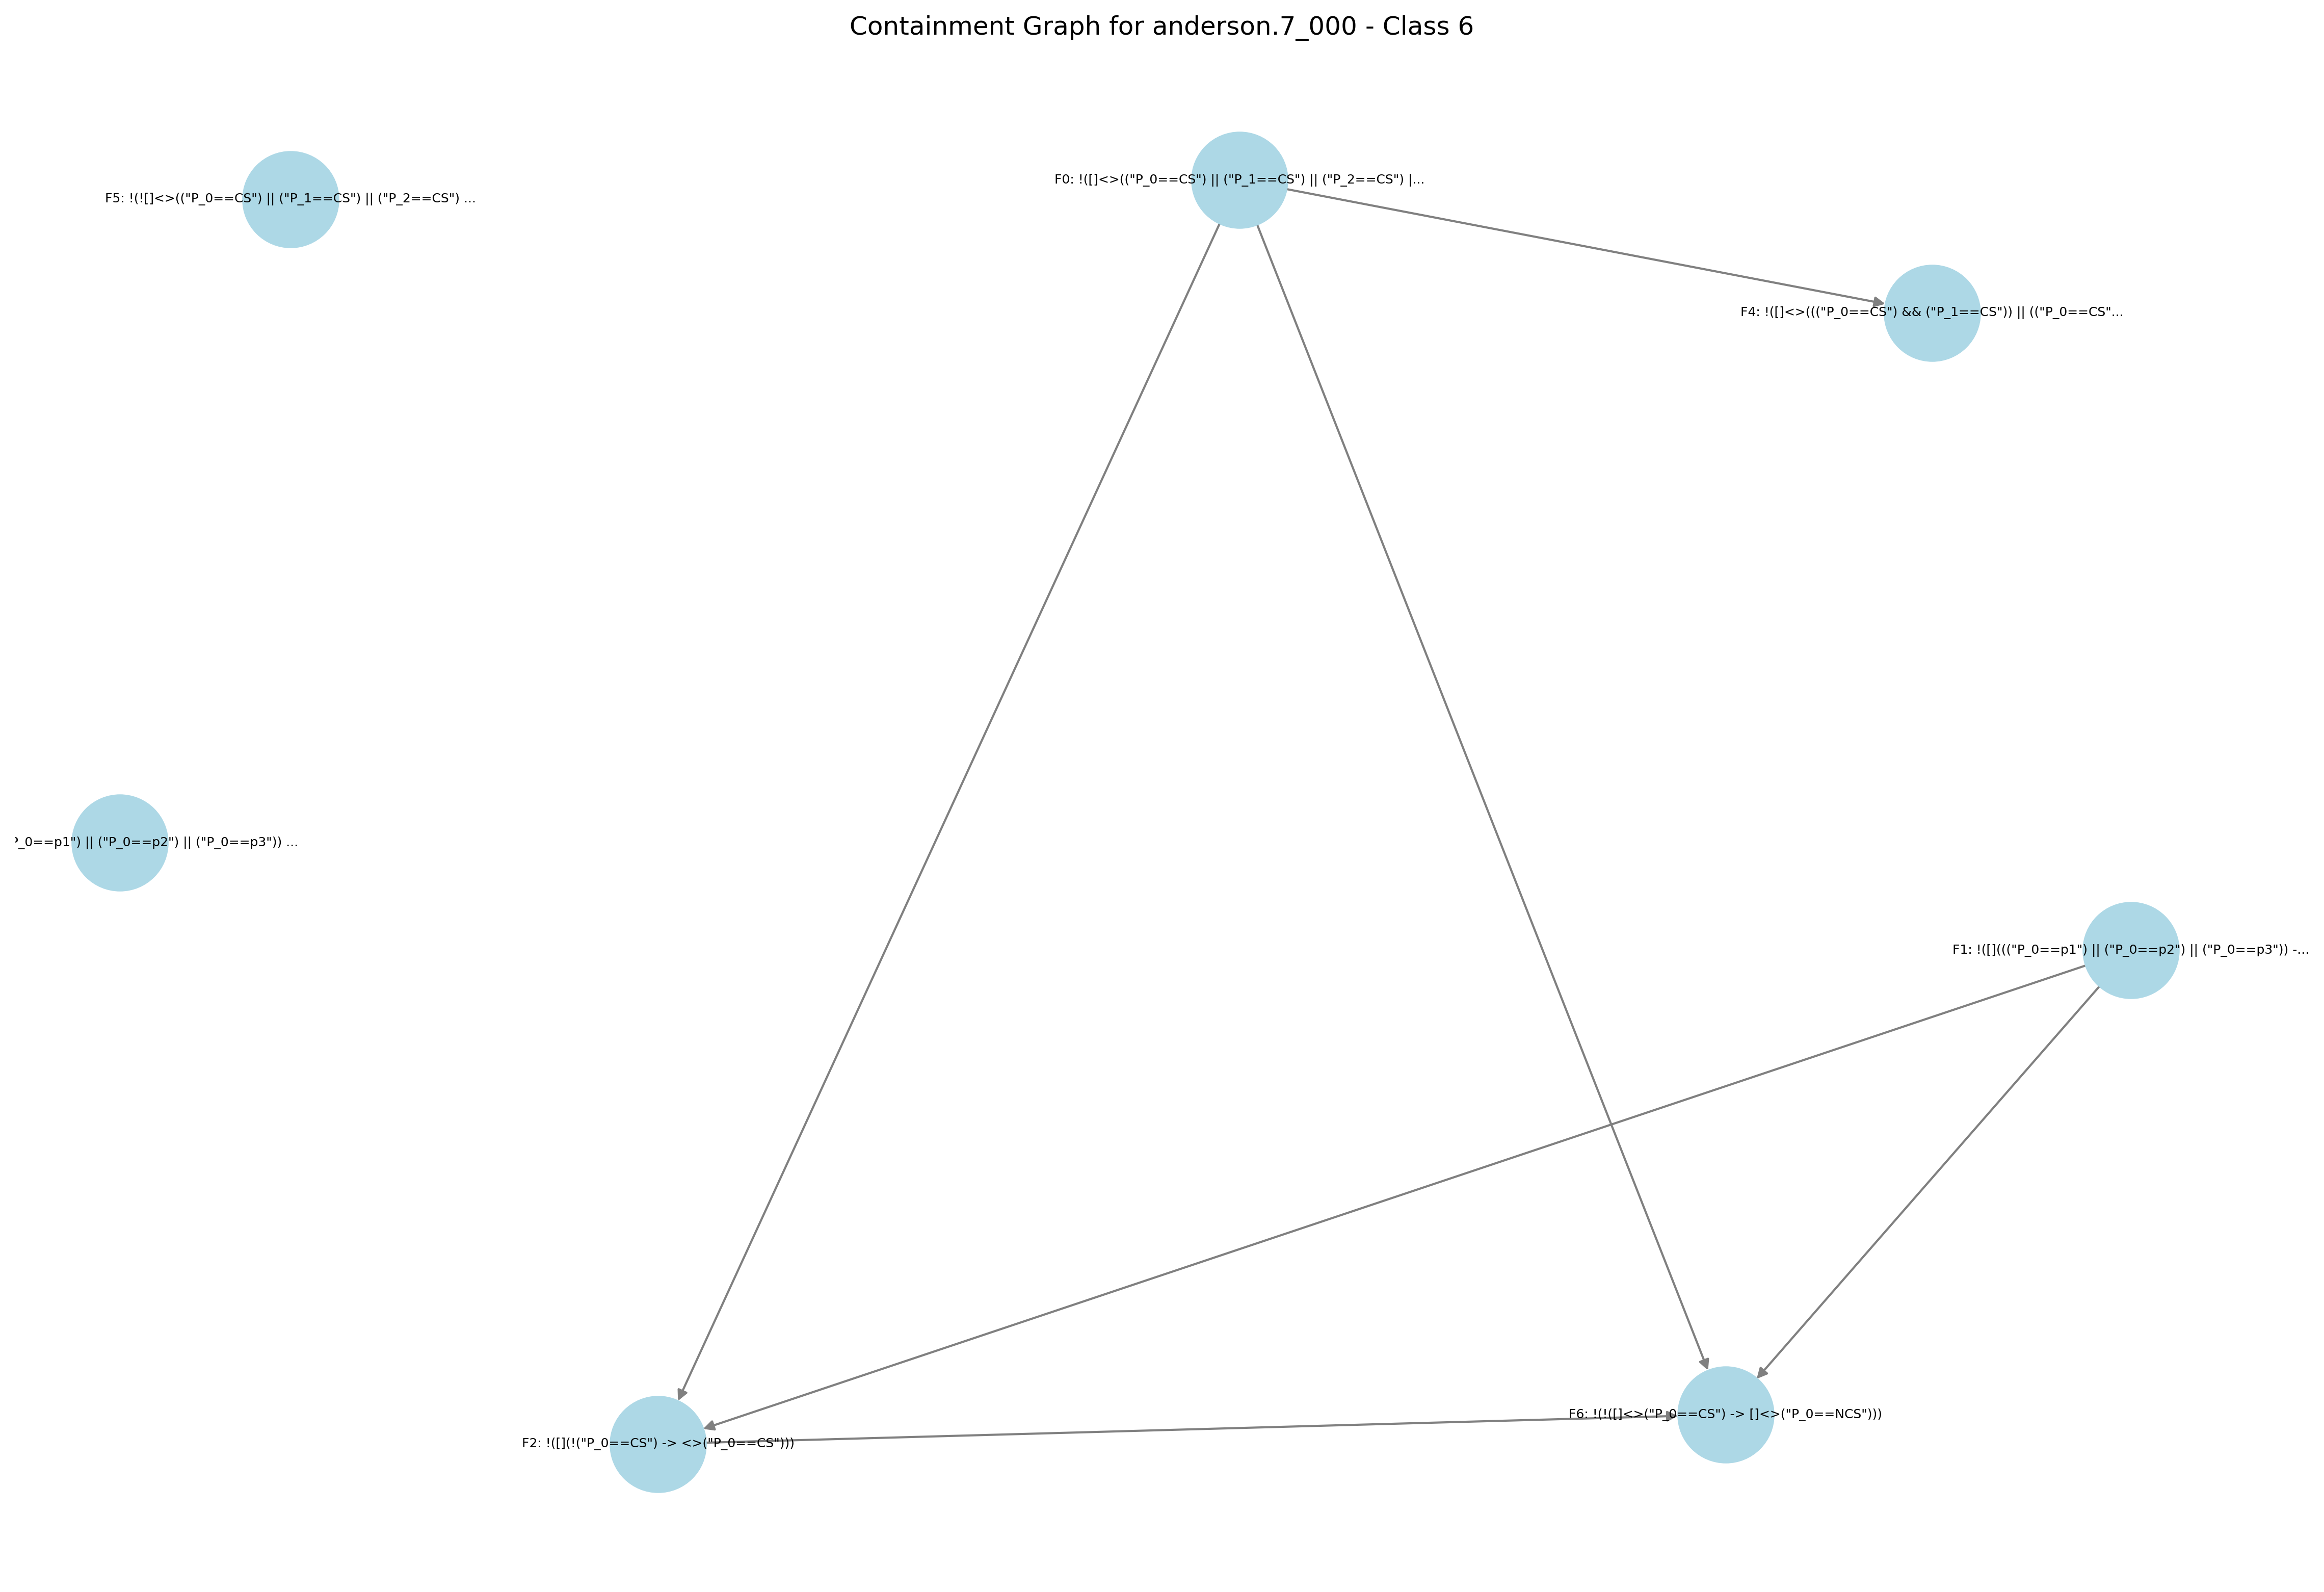 Containment Graph for anderson.7_000 - Class 6
F0: !([]<>(("P_0==CS") || ("P_1==CS") || ("P_2==CS") |...
F5: !(![]<>(("P_0==CS") || ("P_1==CS") || ("P_2==CS") ...
F4: !([]<>((("P_0==CS") && ("P_1==CS")) || (("P_0==CS"...
_0==p1") || ("P_0==p2") || ("P_0==p3")) ...
F1: !([]((("P_0==p1") || ("P_0==p2") || ("P_0==p3")) -...
F6: !(!([]<>("P_0==CS") -> []<>("P_0==NCS")))
F2: !([](!("P_0==CS") -> <>("P_0==CS")))